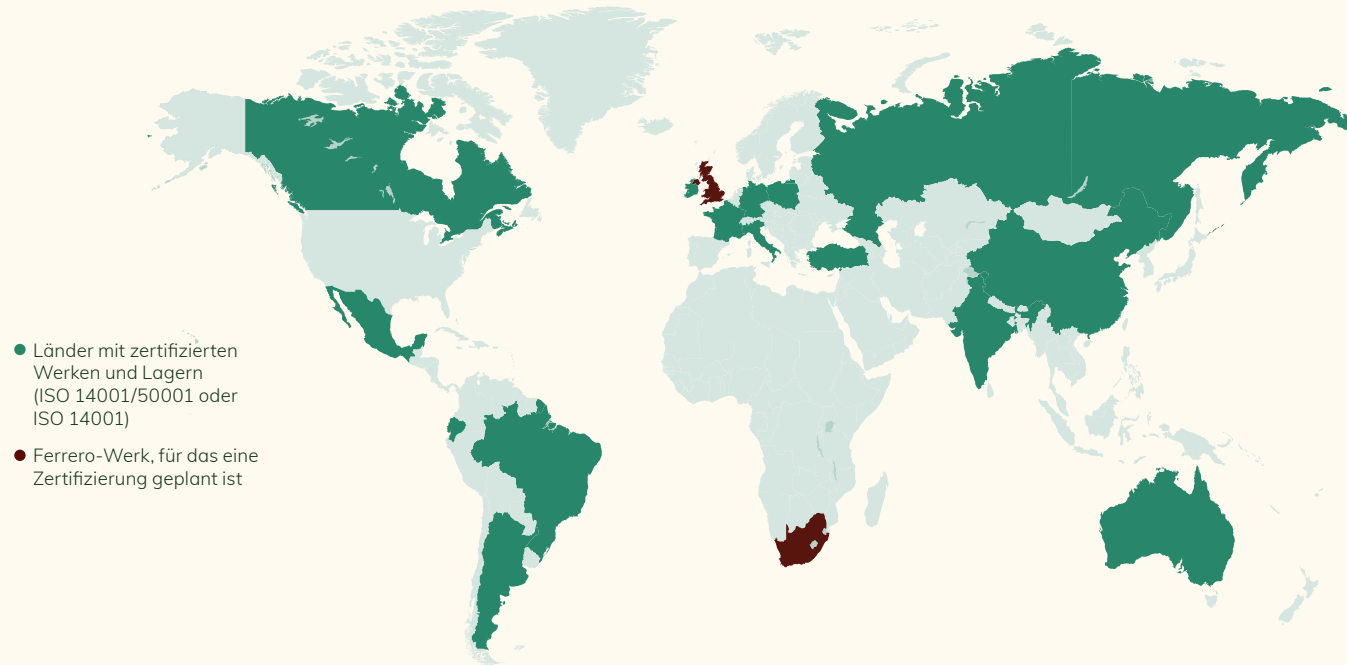 Länder mit zertifizierten
Werken und Lagern
(ISO 14001/50001 oder
ISO 14001)
Ferrero-Werk, für das eine
Zertifizierung geplant ist